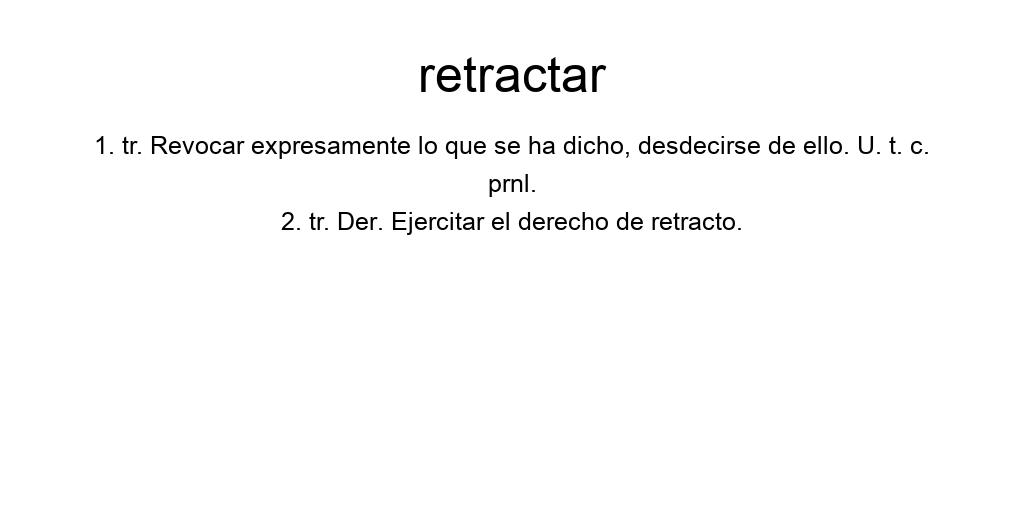 retractar
1. tr. Revocar expresamente lo que se ha dicho, desdecirse de ello. U. t. c.
prnl.
2. tr. Der. Ejercitar el derecho de retracto.